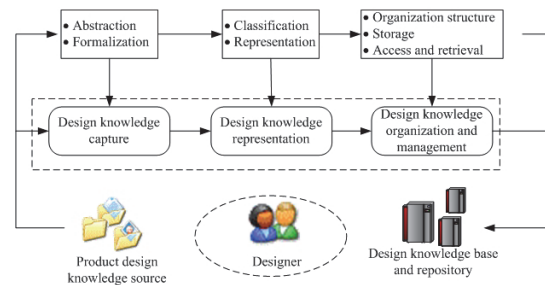 • Abstraction
• Formalization
• Classification
• Representation
• Organization structure
• Storage
• Access and retrieval
Design knowledge
capture
Design knowledge
representation
Design knowledge
organization and
management
Product design
knowledge source
Designer
Design knowledge base
and repository